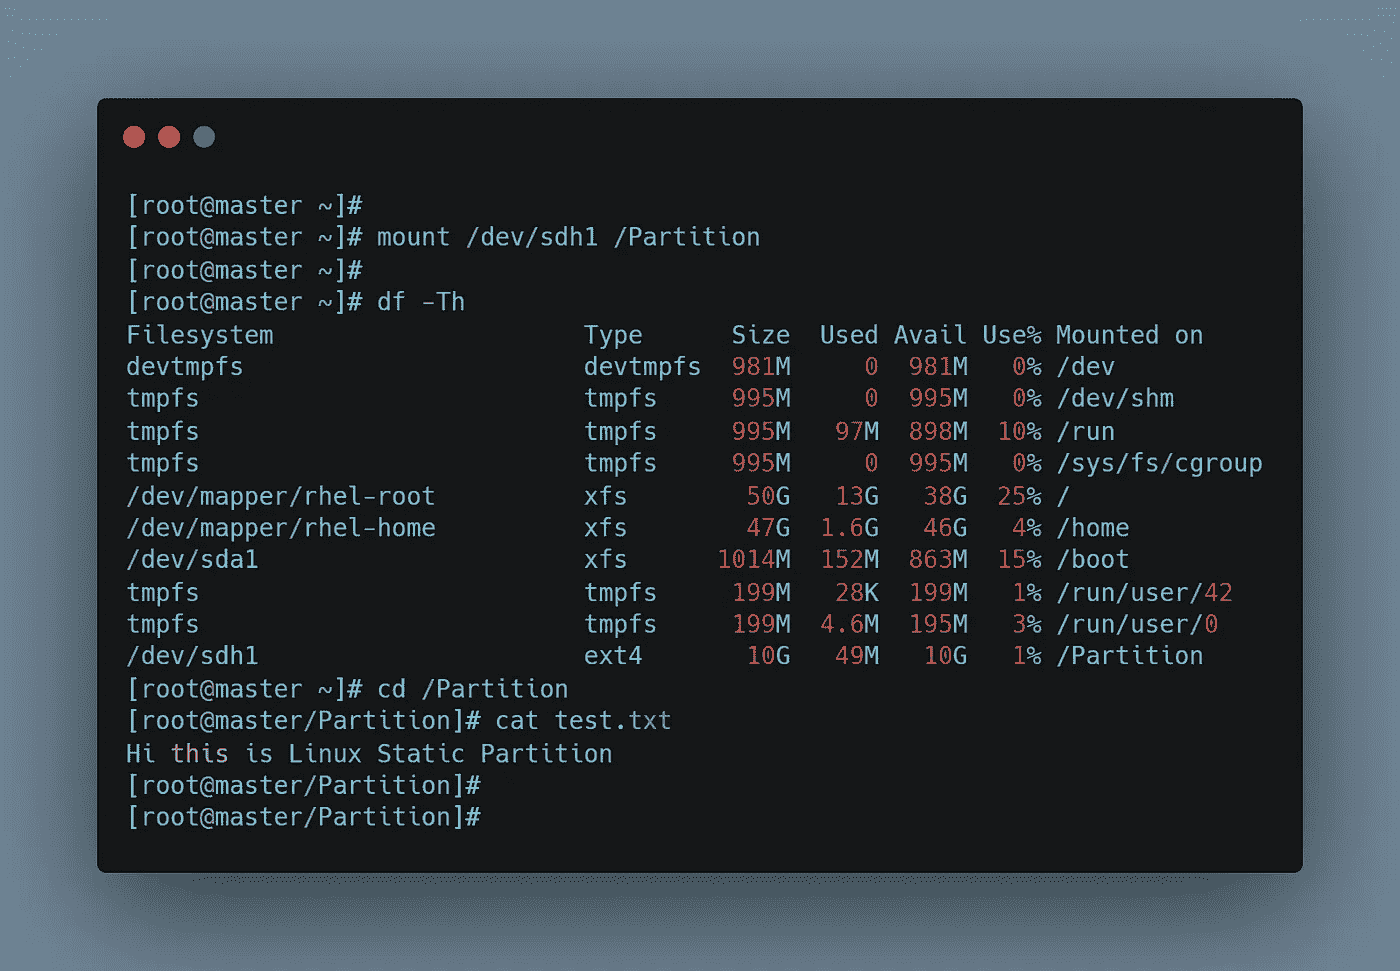 [root@master ~]#
[root@master ~]# mount /dev/sdh1 /Partition
[root@master ~]#
[root@master ~]# df -Th
Filesystem Type Size Used Avail Use% Mounted on
devtmpfs devtmpfs 981M 0 981M 0% /dev
tmpfs tmpfs 995M 0 995M 0% /dev/shm
tmpfs tmpfs 995M 97M 898M 10% /run
tmpfs tmpfs 995M 0 995M 0% /sys/fs/cgroup
/dev/mapper/rhel-root xfs 50G 13G 38G 25% /
/dev/mapper/rhel-home xfs 47G 1.6G 46G 4% /home
/dev/sda1 xfs 1014M 152M 863M 15% /boot
tmpfs tmpfs 199M 28K 199M 1% /run/user/42
tmpfs tmpfs 199M 4.6M 195M 3% /run/user/0
/dev/sdh1 ext4 10G 49M 10G 1% /Partition
[root@master ~]# cd /Partition
[root@master/Partition]# cat test.txt
Hi this is Linux Static Partition
[root@master/Partition]#
[root@master/Partition]#